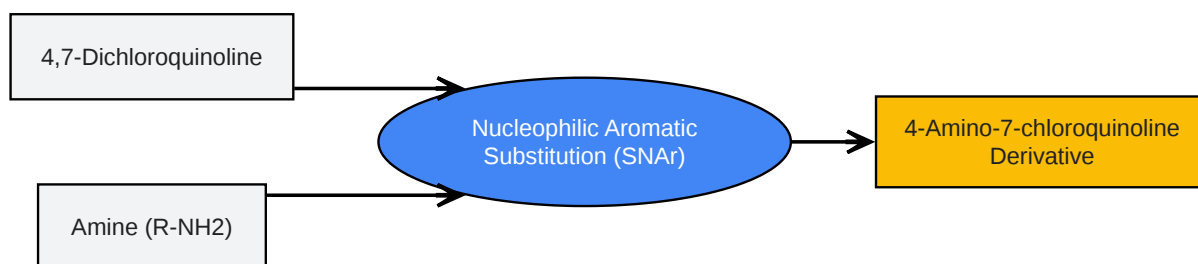 4,7-Dichloroquinoline
Amine (R-NH2)
Nucleophilic Aromatic
Substitution (SNAr)
4-Amino-7-chloroquinoline
Derivative